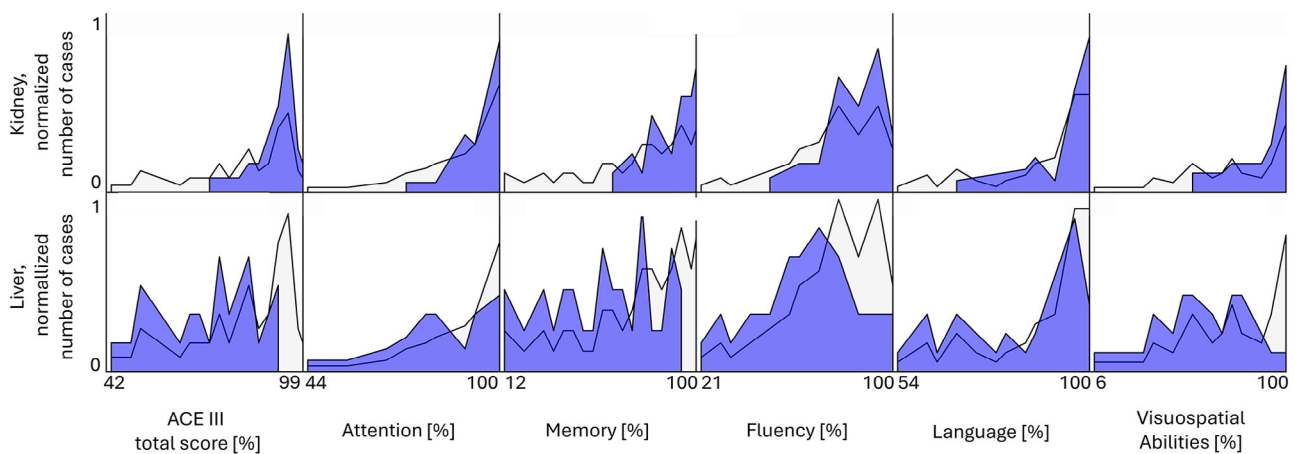 1
Kidney,
normalized
number of cases
0
1
Liver,
normallized
number of cases
0
42 99 44 100 12 100 21 100 54 100 6 100
ACE III
total score [%]
Attention [%]
Memory [%]
Fluency [%]
Language [%]
Visuospatial
Abilities [%]